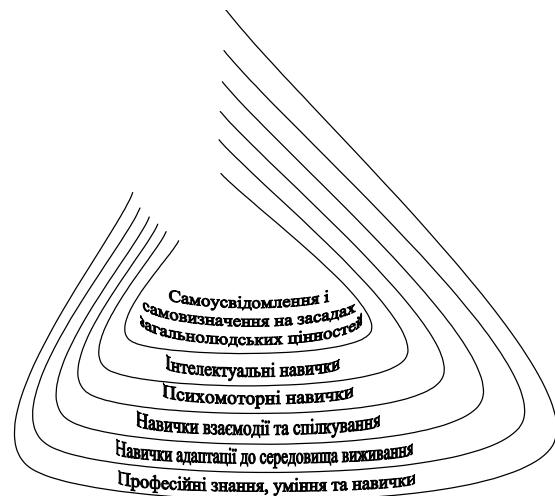 Самоусвідомлення і
самовизначення на засадах
загальнолюдських цінностей
Інтелектуальні навички
Психомоторні навички
Навички взаємодії та спілкування
Навички адаптації до середовища виживання
Професійні знання, уміння та навички